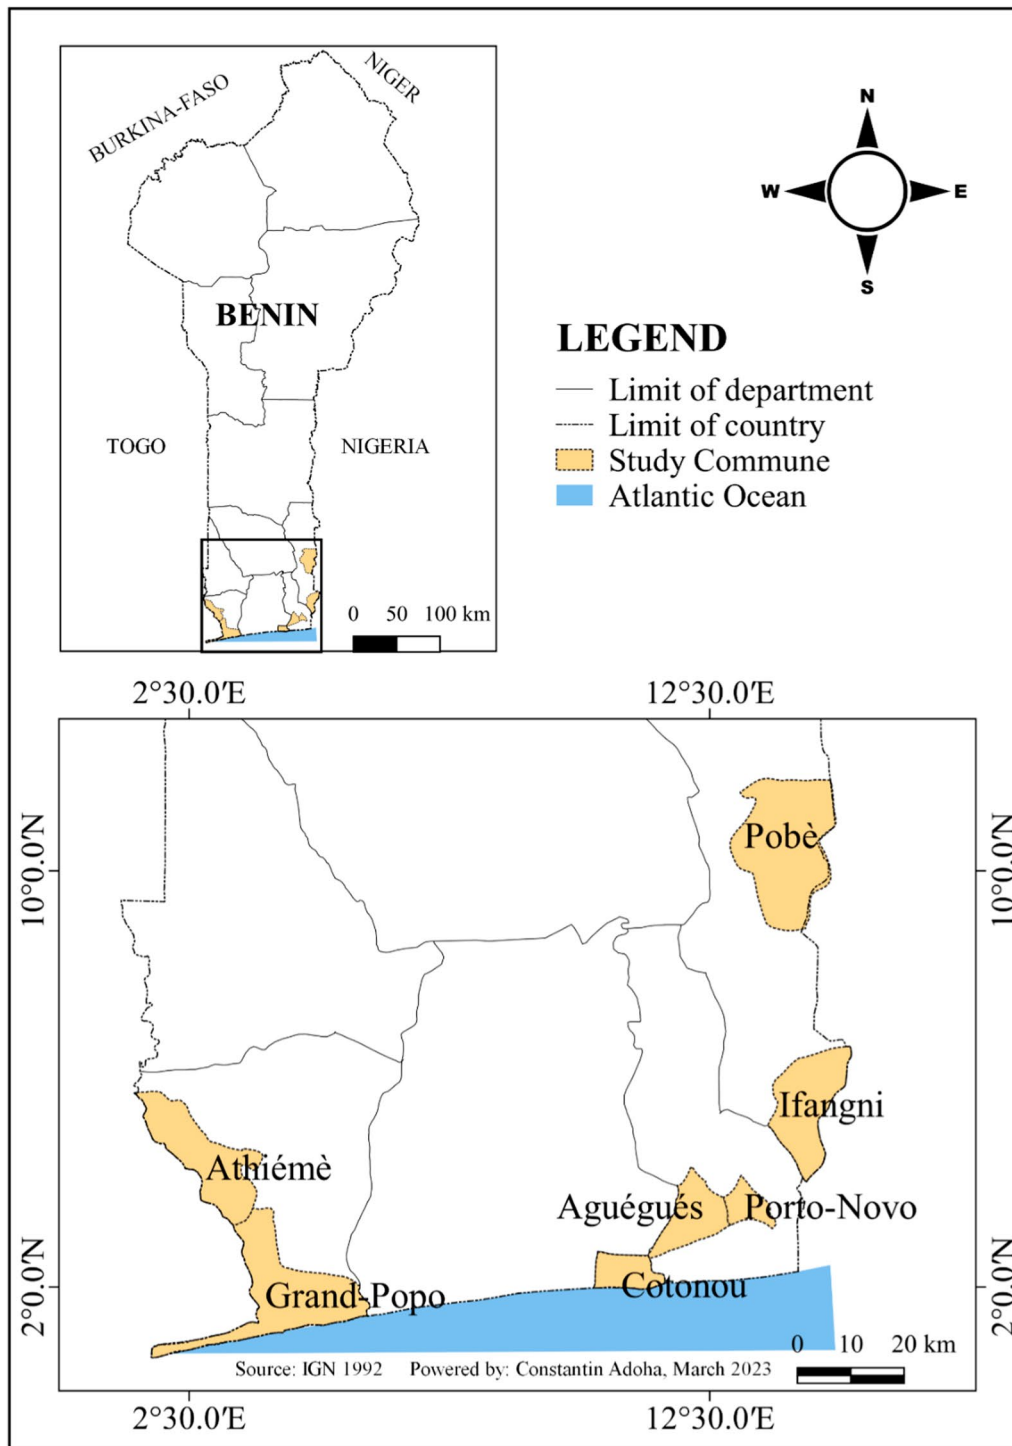 BURKINA-FASO
NIGER
BENIN
TOGO
NIGERIA
0 50 100 km
N
W E
S
LEGEND
Limit of department
Limit of country
Study Commune
Atlantic Ocean
2°30.0′E 12°30.0′E
10°0.0′N 10°0.0′N
Pobè
Ifangni
Athiémè
Aguégués Porto-Novo
2°0.0′N 2°0.0′N
Grand-Popo Cotonou
0 10 20 km
Source: IGN 1992 Powered by: Constantin Adoha, March 2023
2°30.0′E 12°30.0′E